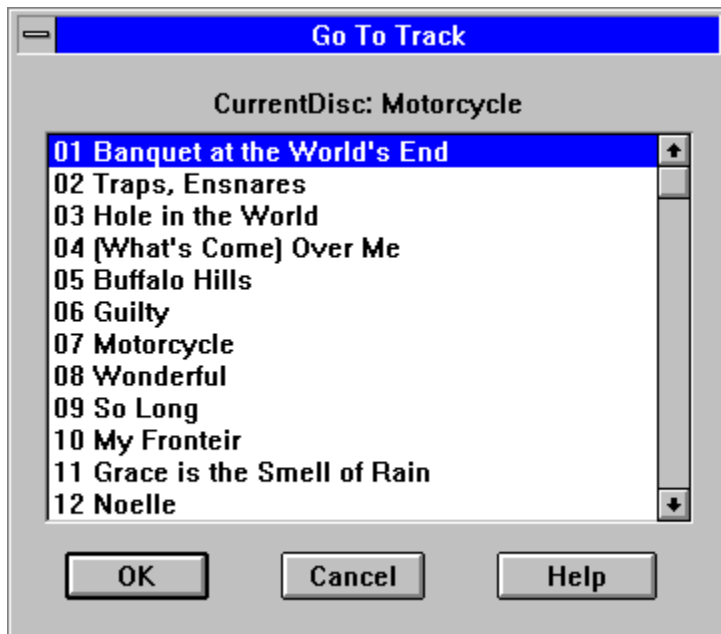 Go To Track
CurrentDisc: Motorcycle
01 Banquet at the World's End
02 Traps, Ensnares
03 Hole in the World
04 (What's Come) Over Me
05 Buffalo Hills
06 Guilty
07 Motorcycle
08 Wonderful
09 So Long
10 My Fronteir
11 Grace is the Smell of Rain
12 Noelle
OK Cancel Help